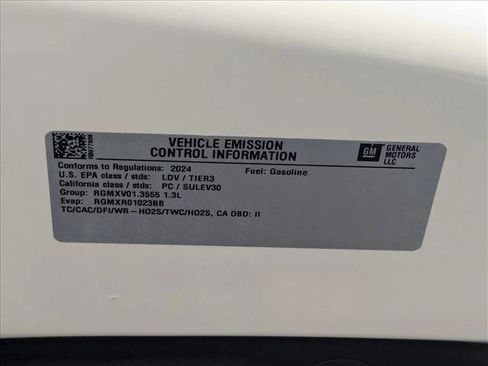 VEHICLE EMISSION
CONTROL INFORMATION
GM GENERAL
MOTORS
LLC
Conforms to Regulations: 2024 Fuel: Gasoline
U.S. EPA class / stds: LDV / TIER3
California class / stds: PC / SULEV30
Group: RGMXV01.3555 1.3L
Evap: RGMXR01023BB
TC/CAC/DFI/WR-HO2S/TWC/HO2S, CA OBD: II